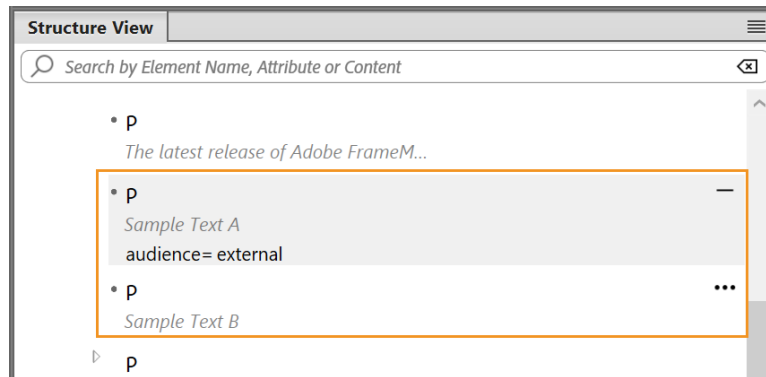 Structure View
Search by Element Name, Attribute or Content
p
The latest release of Adobe FrameM...
p
Sample Text A
audience= external
p
Sample Text B
p